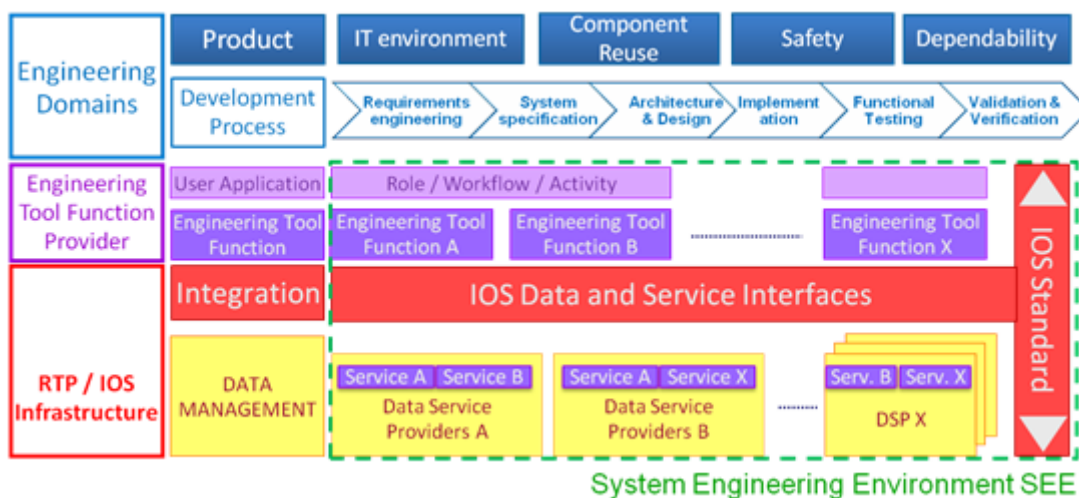 Engineering
Domains
Product
IT environment
Component
Reuse
Safety
Dependability
Development
Process
Requirements
engineering
System
specification
Architecture
& Design
Implement
ation
Functional
Testing
Validation &
Verification
Engineering
Tool Function
Provider
User Application
Role / Workflow / Activity
Engineering Tool
Function
Engineering Tool
Function A
Engineering Tool
Function B
Engineering Tool
Function X
IOS Standard
RTP / IOS
Infrastructure
Integration
IOS Data and Service Interfaces
DATA
MANAGEMENT
Service A
Service B
Data Service
Providers A
Service A
Service X
Data Service
Providers B
Serv. B
Serv. X
DSP X
System Engineering Environment SEE